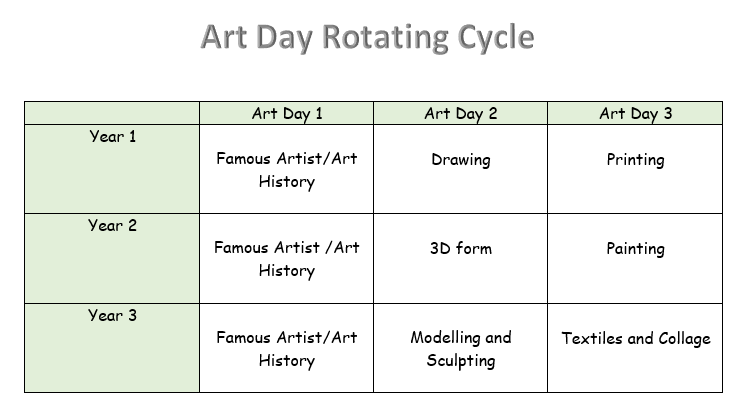 Art Day Rotating Cycle
Art Day 1 Art Day 2 Art Day 3
Year 1
Famous Artist/Art
History
Drawing
Printing
Year 2
Famous Artist /Art
History
3D form
Painting
Year 3
Famous Artist/Art
History
Modelling and
Sculpting
Textiles and Collage